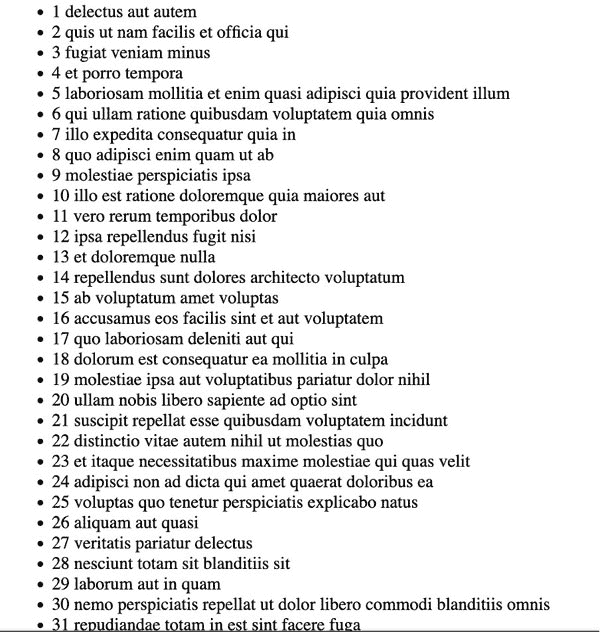 • 1 delectus aut autem
• 2 quis ut nam facilis et officia qui
• 3 fugiat veniam minus
• 4 et porro tempora
• 5 laboriosam mollitia et enim quasi adipisci quia provident illum
• 6 qui ullam ratione quibusdam voluptatem quia omnis
• 7 illo expedita consequatur quia in
• 8 quo adipisci enim quam ut ab
• 9 molestiae perspiciatis ipsa
• 10 illo est ratione doloremque quia maiores aut
• 11 vero rerum temporibus dolor
• 12 ipsa repellendus fugit nisi
• 13 et doloremque nulla
• 14 repellendus sunt dolores architecto voluptatum
• 15 ab voluptatum amet voluptas
• 16 accusamus eos facilis sint et aut voluptatem
• 17 quo laboriosam deleniti aut qui
• 18 dolorum est consequatur ea mollitia in culpa
• 19 molestiae ipsa aut voluptatibus pariatur dolor nihil
• 20 ullam nobis libero sapiente ad optio sint
• 21 suscipit repellat esse quibusdam voluptatem incidunt
• 22 distinctio vitae autem nihil ut molestias quo
• 23 et itaque necessitatibus maxime molestiae qui quas velit
• 24 adipisci non ad dicta qui amet quaerat doloribus ea
• 25 voluptas quo tenetur perspiciatis explicabo natus
• 26 aliquam aut quasi
• 27 veritatis pariatur delectus
• 28 nesciunt totam sit blanditiis sit
• 29 laborum aut in quam
• 30 nemo perspiciatis repellat ut dolor libero commodi blanditiis omnis
• 31 repudiandae totam in est sint facere fuga